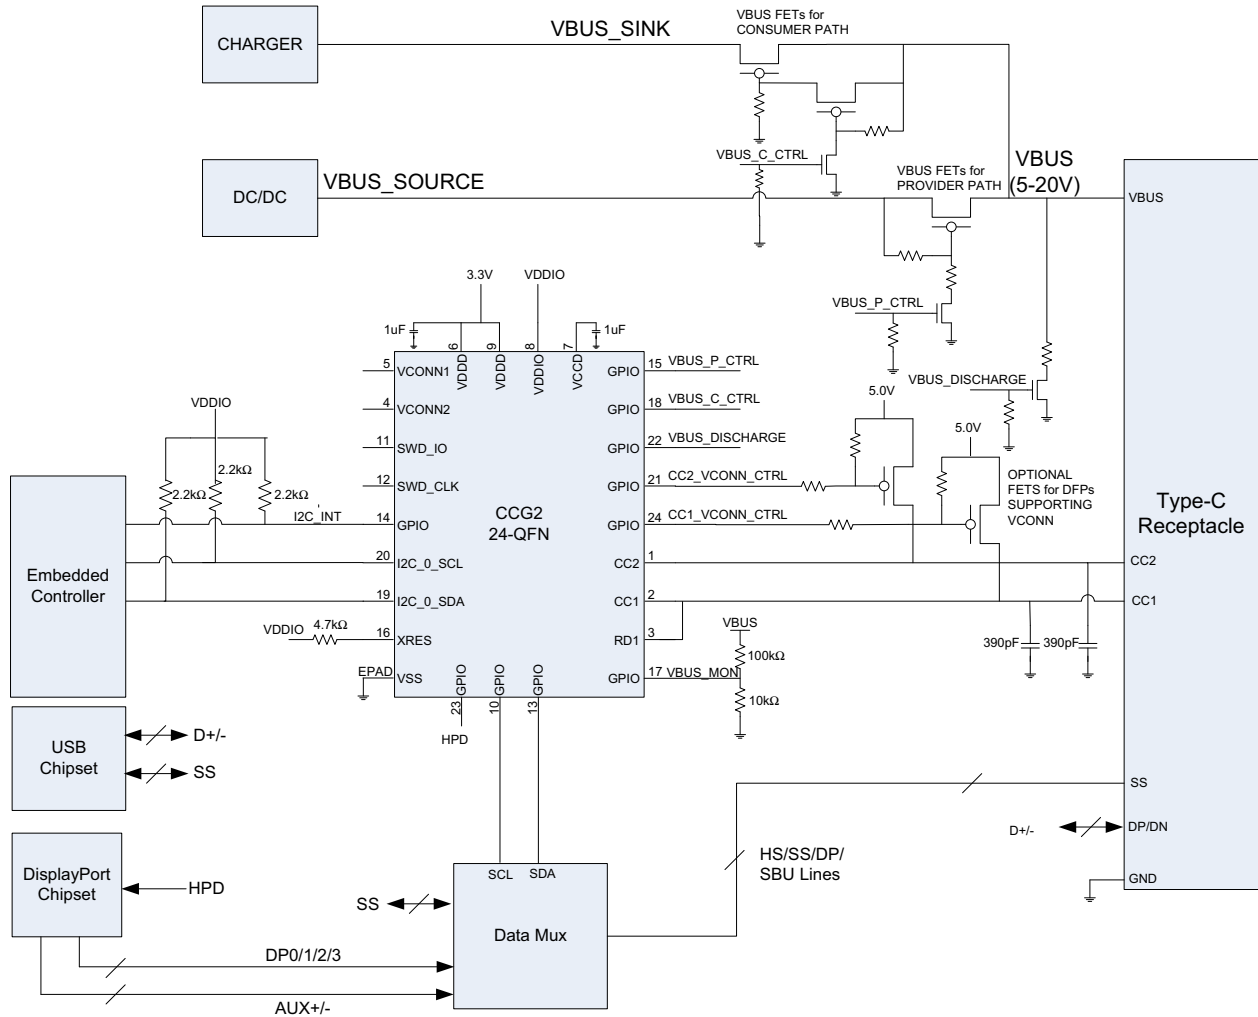 CHARGER
VBUS_SINK
VBUS FETs for
CONSUMER PATH
VBUS_C_CTRL
DC/DC
VBUS_SOURCE
VBUS FETs for
PROVIDER PATH
VBUS
(5-20V)
VBUS
VBUS_P_CTRL
VBUS_DISCHARGE
3.3V
VDDIO
1uF
1uF
6
9
8
7
VDDD
VDDD
VDDIO
VCCD
5
VCONN1
GPIO
15
VBUS_P_CTRL
4
VCONN2
GPIO
18
VBUS_C_CTRL
11
SWD_IO
GPIO
22
VBUS_DISCHARGE
12
SWD_CLK
GPIO
21
CC2_VCONN_CTRL
14
GPIO
GPIO
24
CC1_VCONN_CTRL
20
I2C_0_SCL
CC2
1
19
I2C_0_SDA
CC1
2
16
XRES
RD1
3
EPAD
VSS
GPIO
17
VBUS_MON
CCG2
24-QFN
GPIO
GPIO
GPIO
23
10
13
HPD
VDDIO
2.2kΩ
2.2kΩ
2.2kΩ
I2C_INT
VDDIO
4.7kΩ
5.0V
5.0V
OPTIONAL
FETS for DFPs
SUPPORTING
VCONN
VBUS
100kΩ
10kΩ
390pF
390pF
Type-C
Receptacle
CC2
CC1
SS
DP/DN
GND
D+/-
Embedded
Controller
USB
Chipset
D+/-
SS
DisplayPort
Chipset
HPD
SCL
SDA
SS
Data Mux
HS/SS/DP/
SBU Lines
DP0/1/2/3
AUX+/-